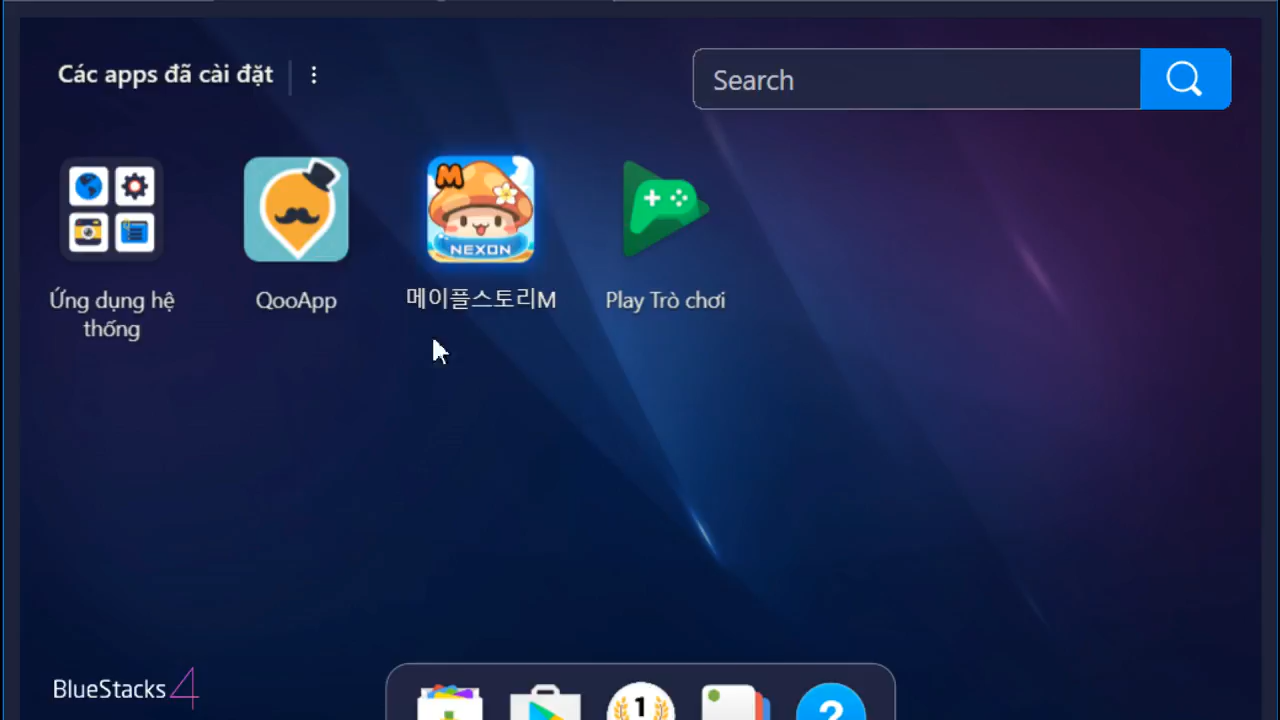 Các apps đã cài đặt
Search
M
NEXON
Ứng dụng hệ
thống
QooApp
메이플스토리M
Play Trò chơi
BlueStacks 4
1
?